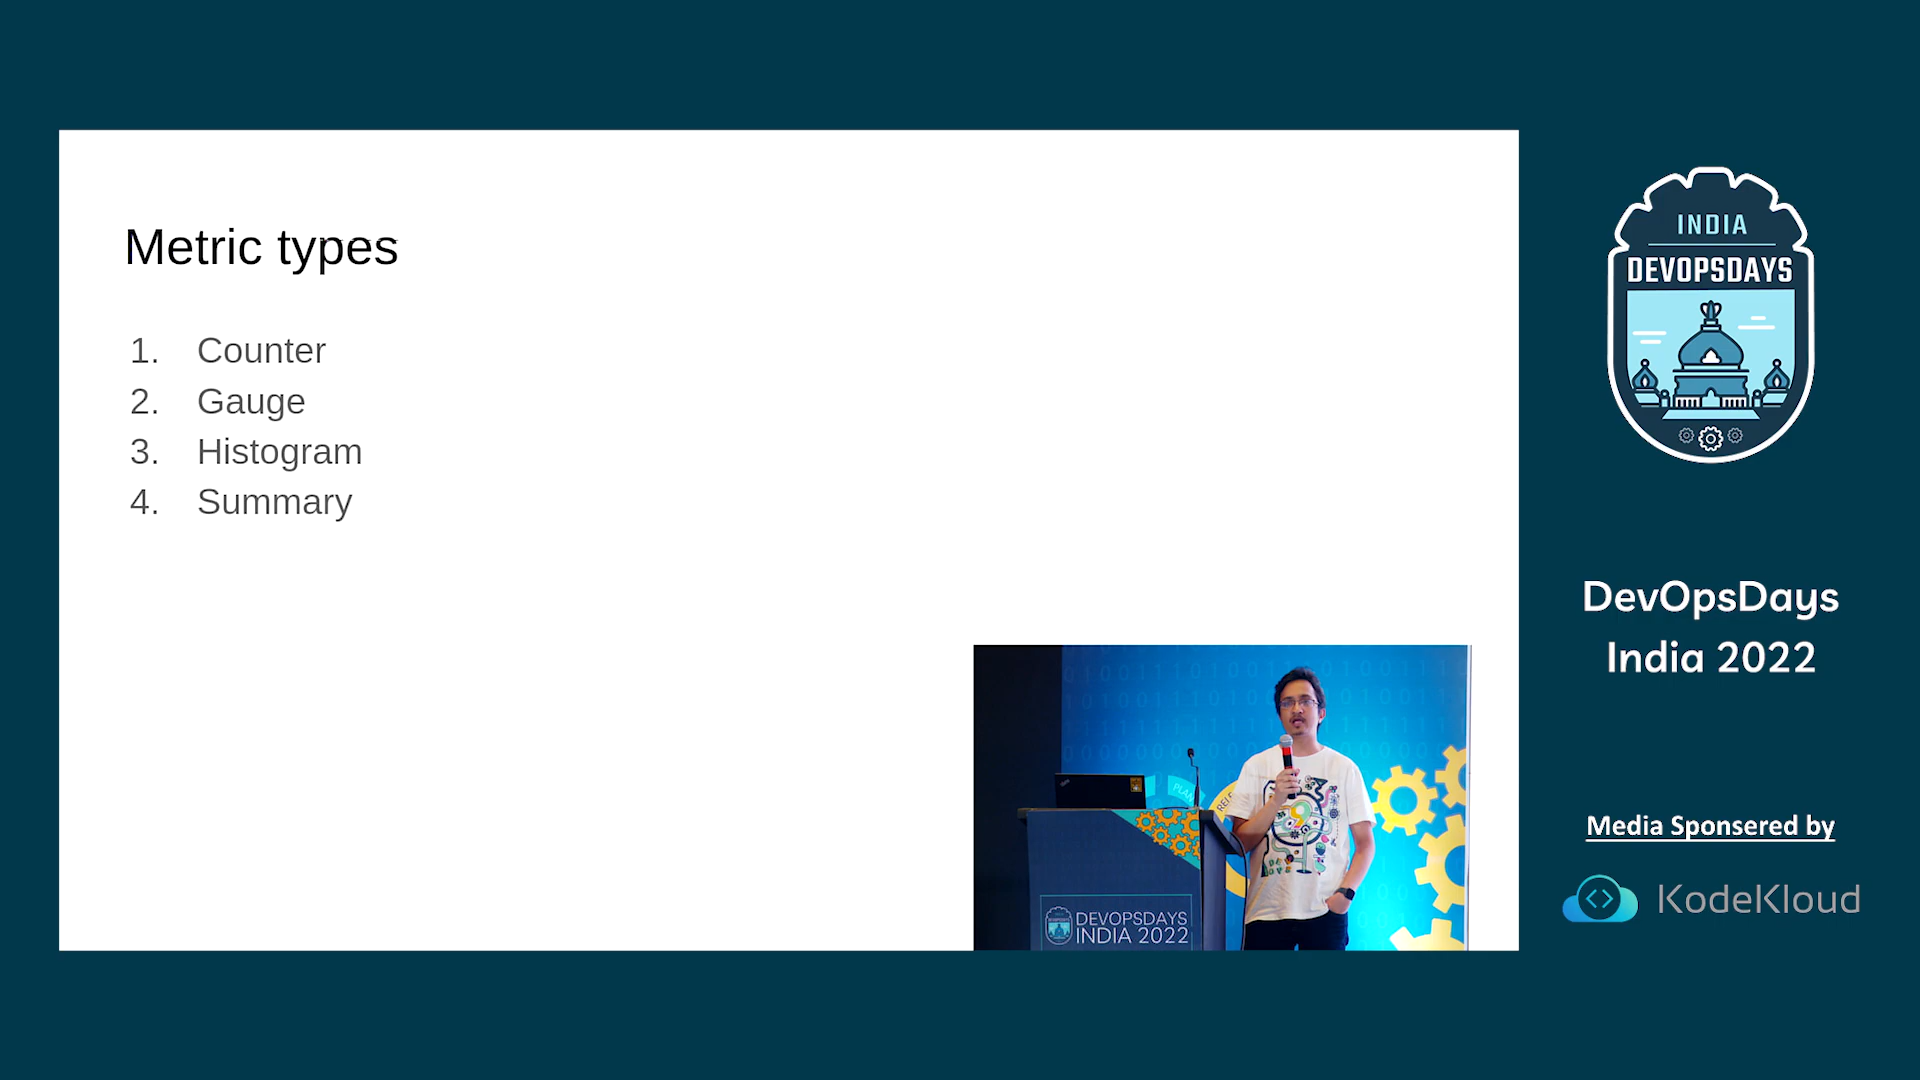 Metric types
1. Counter
2. Gauge
3. Histogram
4. Summary
INDIA
DEVOPSDAYS
DevOpsDays
India 2022
Media Sponsered by
KodeKloud
PLAN
DEVOPSDAYS
INDIA 2022